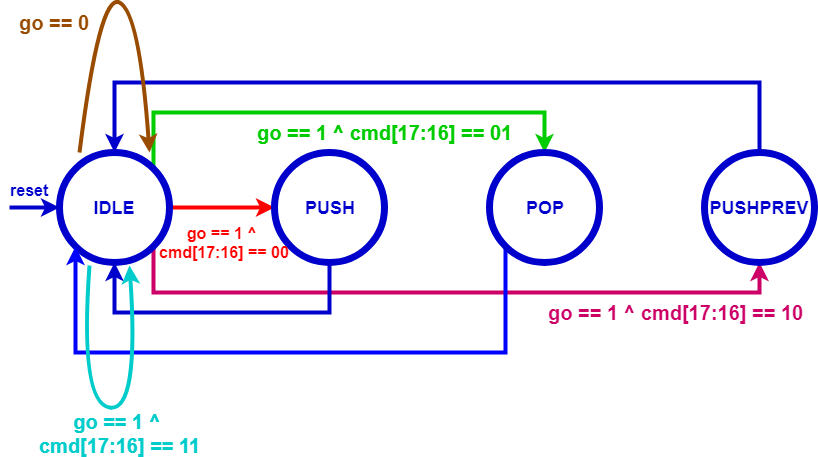 go == 0
go == 1 ^ cmd[17:16] == 01
reset
IDLE
PUSH
POP
PUSHPREV
go == 1 ^
cmd[17:16] == 00
go == 1 ^ cmd[17:16] == 10
go == 1 ^
cmd[17:16] == 11